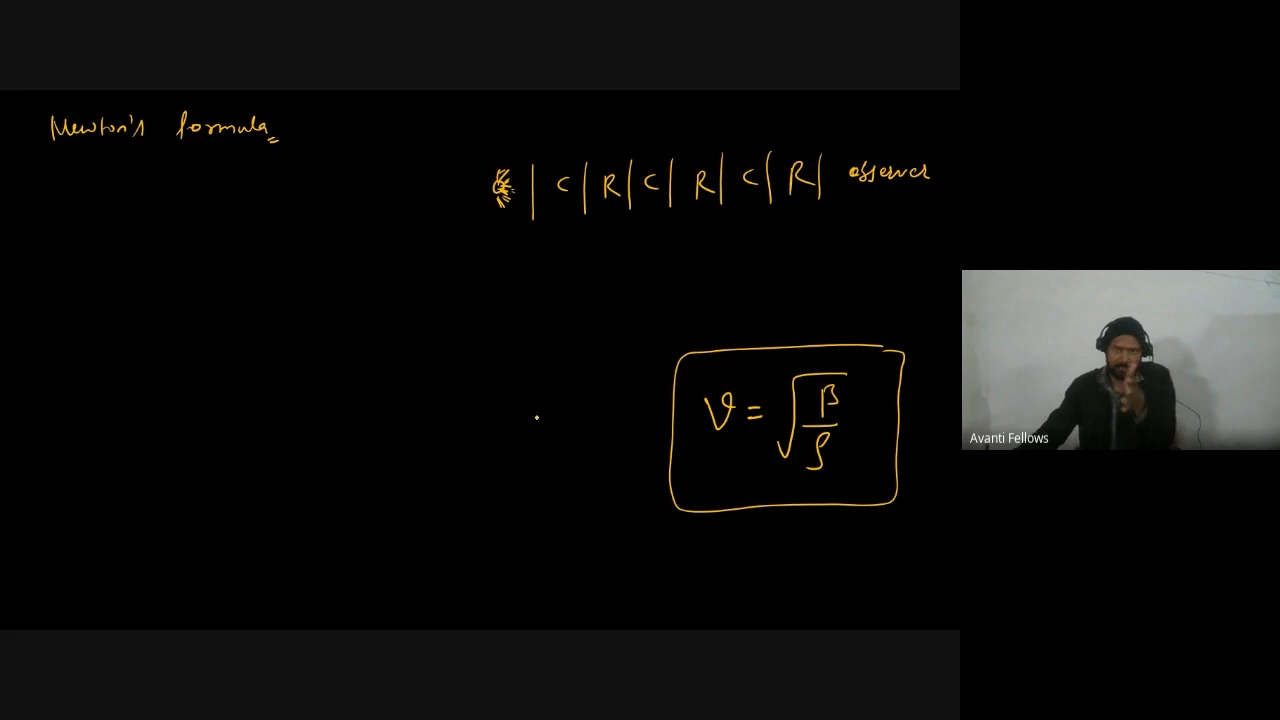 Newton's formula
| C | R | C | R | C | R | observer
v = √β/ρ
Avanti Fellows